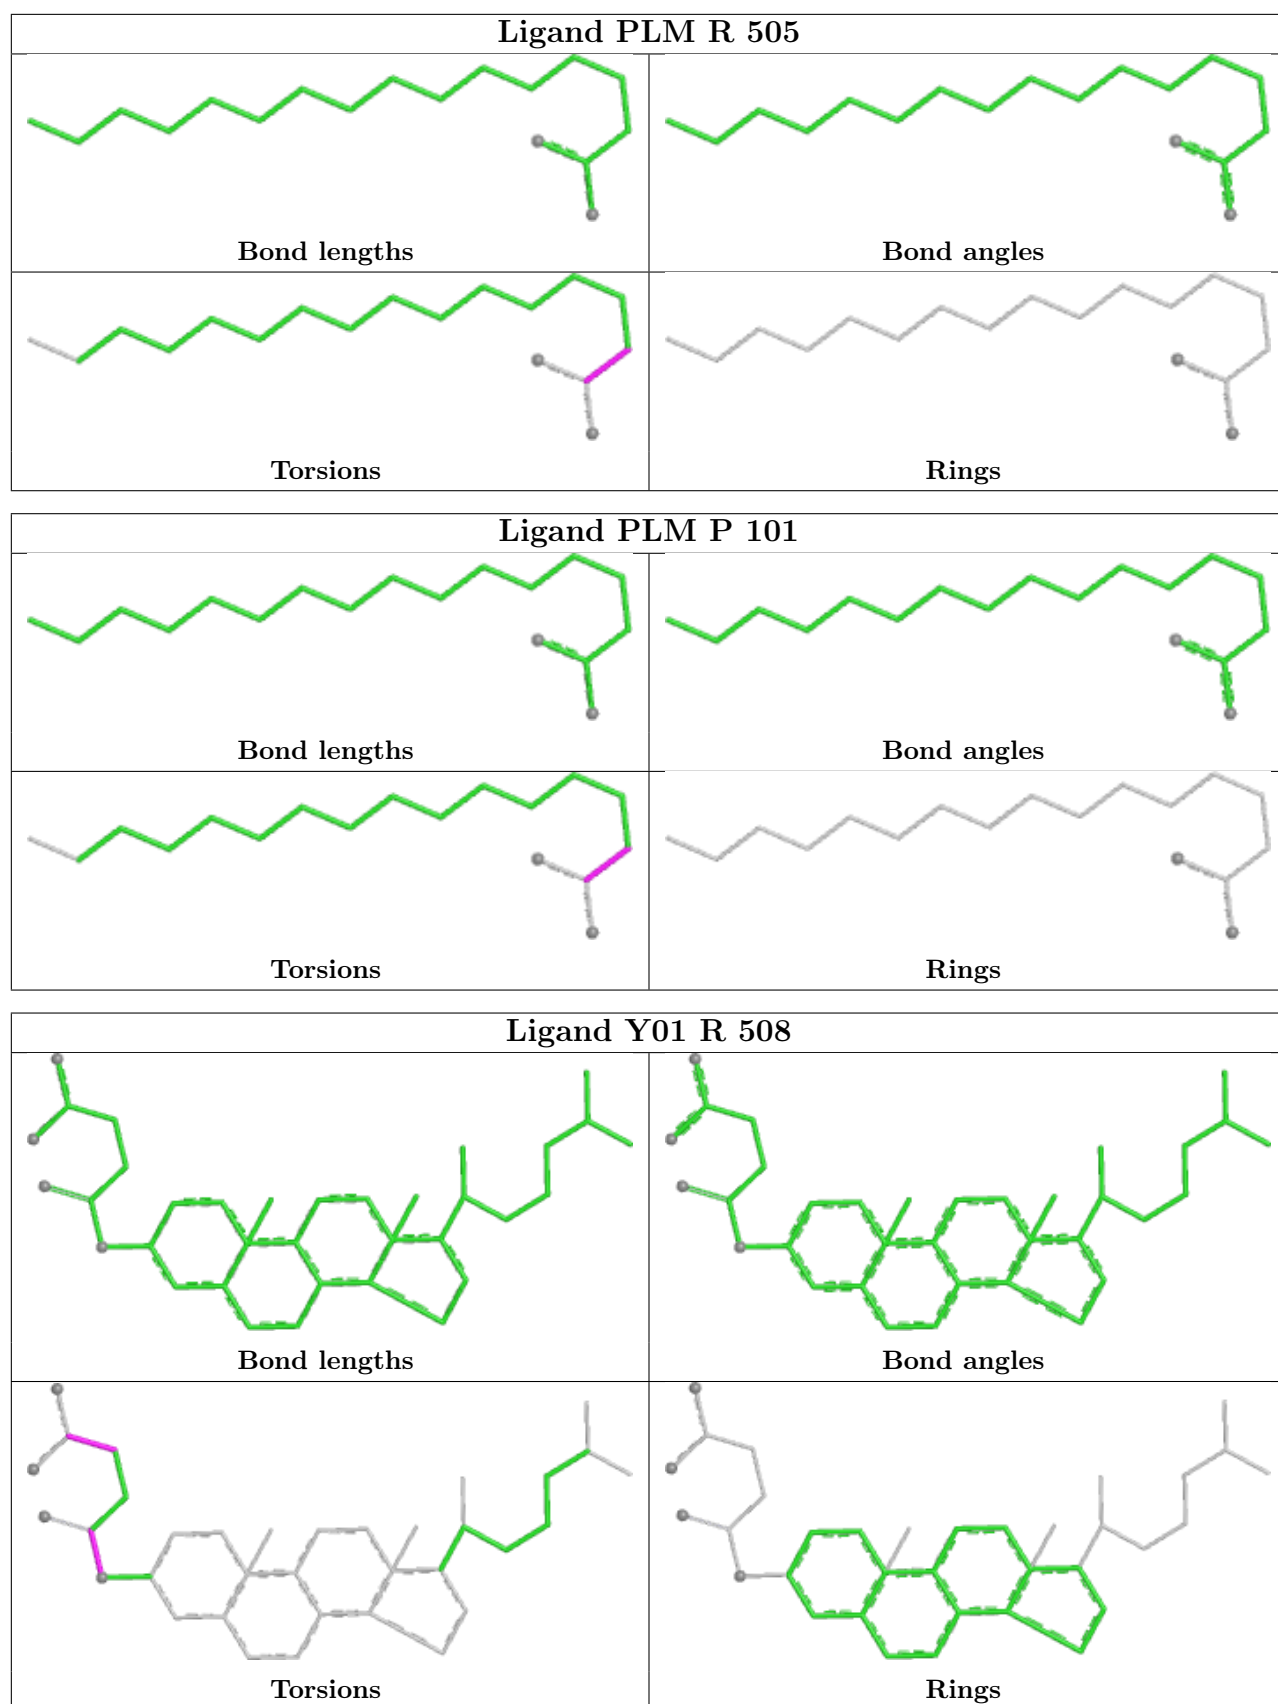 Ligand PLM R 505
Bond lengths
Bond angles
Torsions
Rings
Ligand PLM P 101
Bond lengths
Bond angles
Torsions
Rings
Ligand Y01 R 508
Bond lengths
Bond angles
Torsions
Rings